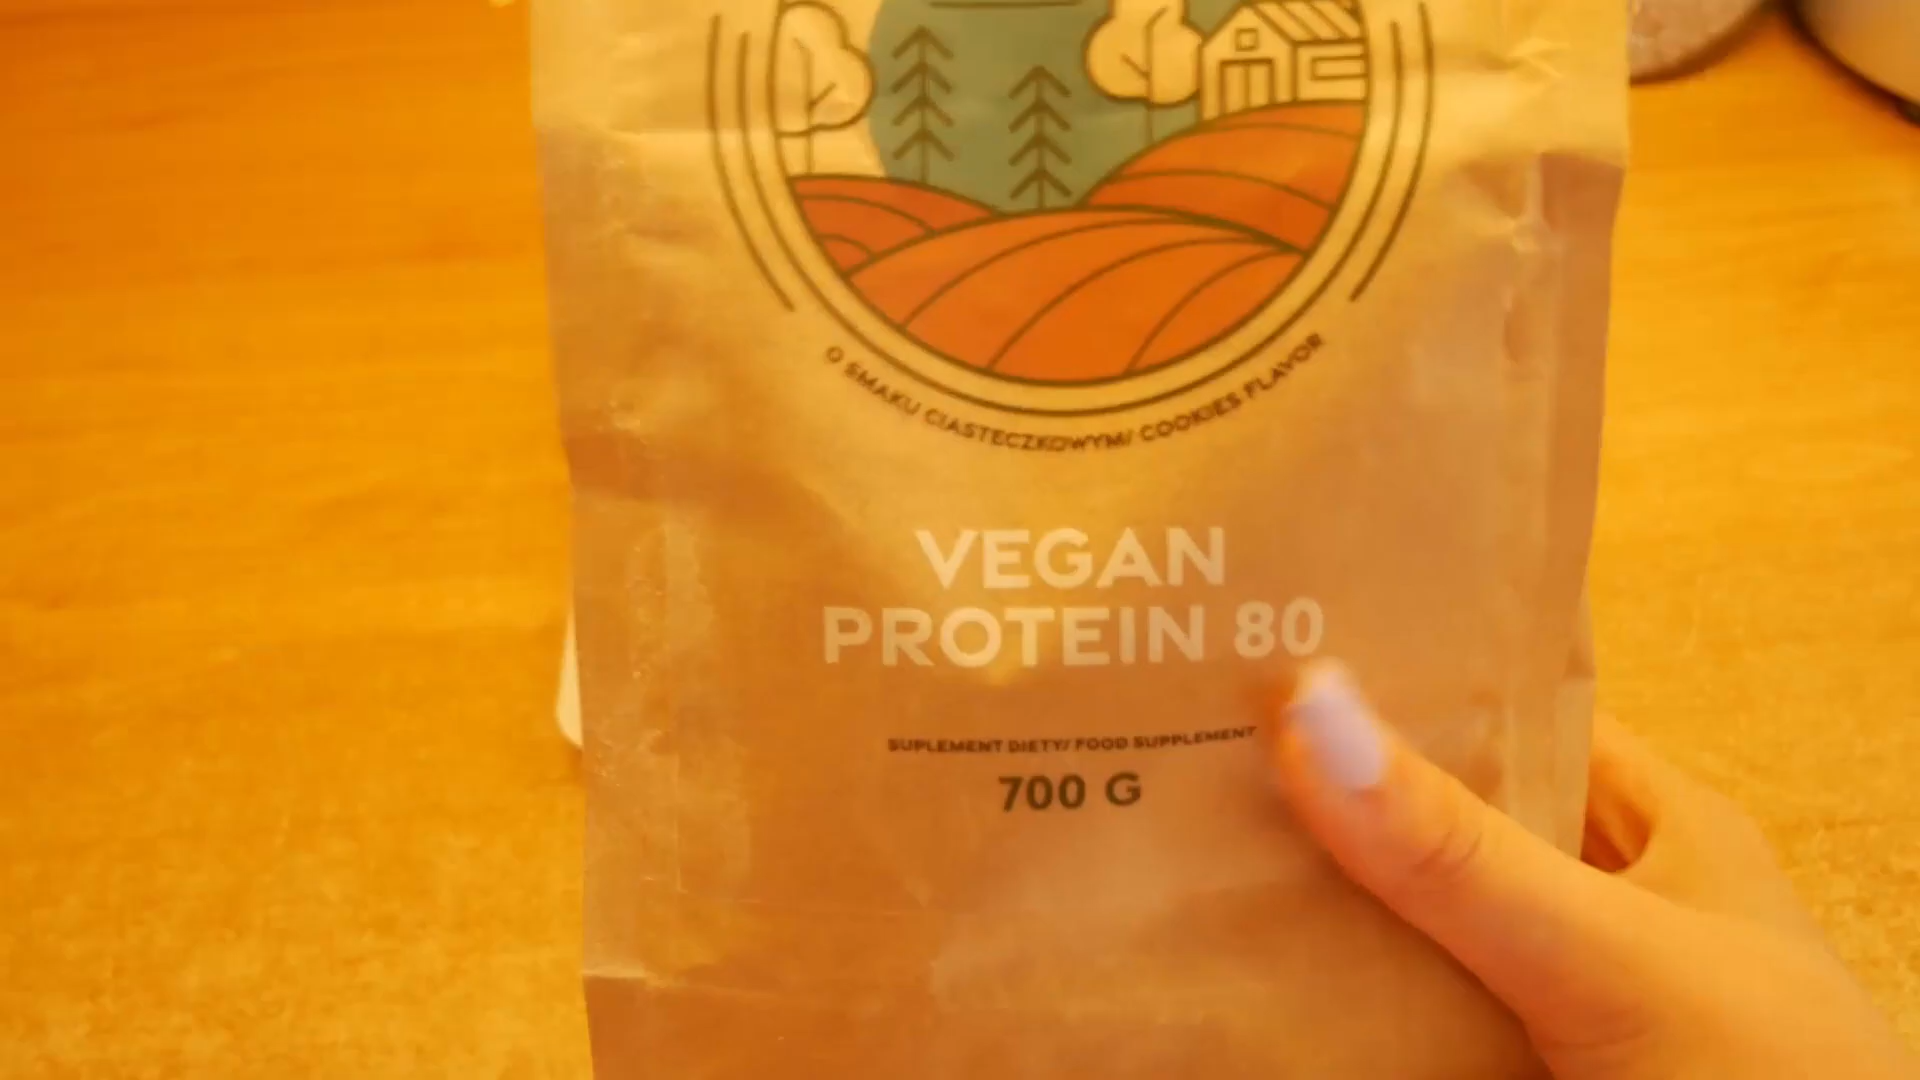 O SMAKU CIASTECZKOWYM/ COOKIES FLAVOR
VEGAN
PROTEIN 80
SUPLEMENT DIETY/ FOOD SUPPLEMENT
700 G